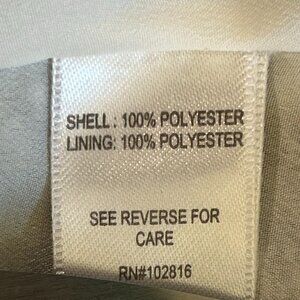 SHELL : 100% POLYESTER
LINING: 100% POLYESTER
SEE REVERSE FOR
CARE
RN#102816